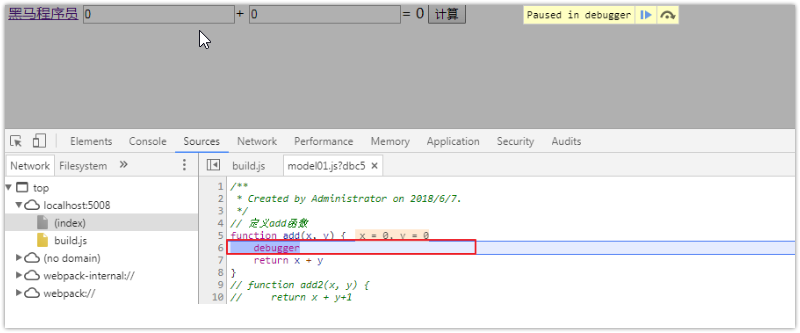 黑马程序员 0 + 0 = 0 计算 Paused in debugger
Elements Console Sources Network Performance Memory Application Security Audits
Network Filesystem » build.js model01.js?dbc5 ×
top
localhost:5008
(index)
build.js
(no domain)
webpack-internal://
webpack://
1 /**
2 * Created by Administrator on 2018/6/7.
3 */
4 // 定义add函数
5 function add(x, y) { x = 0, y = 0
6 debugger
7 return x + y
8 }
9 // function add2(x, y) {
10 // return x + y+1